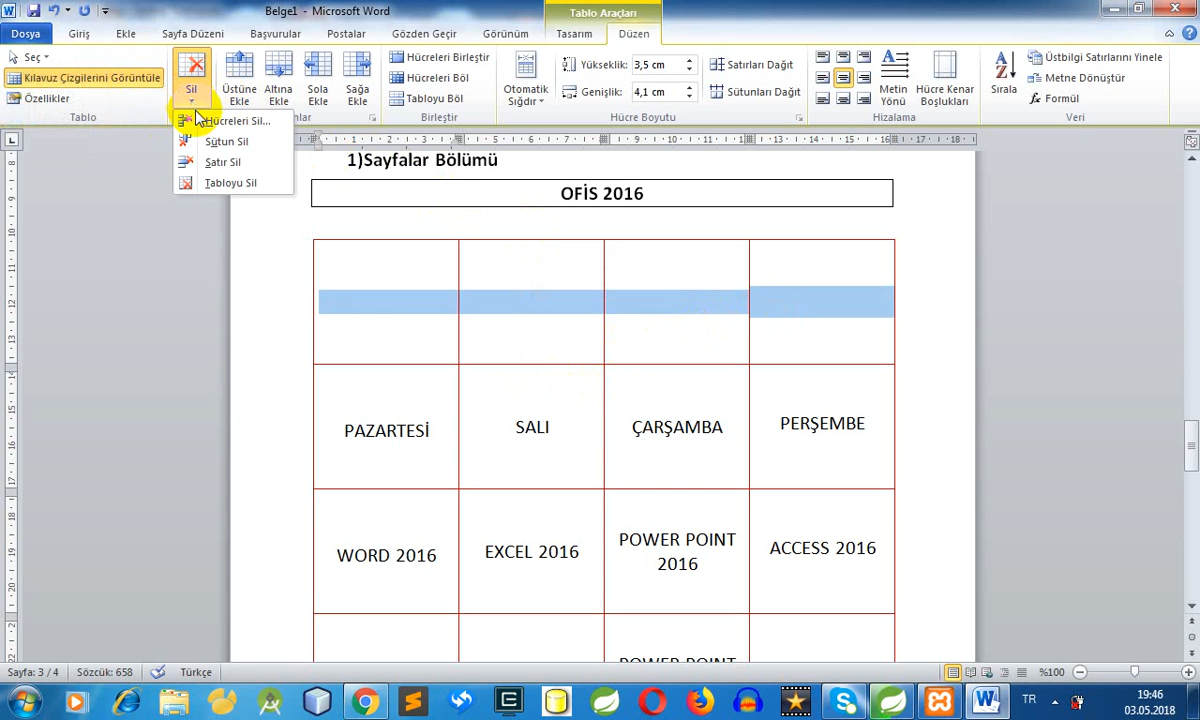 Belge1 - Microsoft Word
Tablo Araçları
Dosya Giriş Ekle Sayfa Düzeni Başvurular Postalar Gözden Geçir Görünüm Tasarım Düzen
Seç
Kılavuz Çizgilerini Görüntüle
Özellikler
Tablo
Sil
Üstüne Ekle
Altına Ekle
Sola Ekle
Sağa Ekle
nlar
Hücreleri Birleştir
Hücreleri Böl
Tabloyu Böl
Birleştir
Otomatik Sığdır
Yükseklik: 3,5 cm
Genişlik: 4,1 cm
Satırları Dağıt
Sütunları Dağıt
Hücre Boyutu
Metin Yönü
Hücre Kenar Boşlukları
Hizalama
Sırala
Üstbilgi Satırlarını Yinele
Metne Dönüştür
Formül
Veri
Hücreleri Sil...
Sütun Sil
Satır Sil
Tabloyu Sil
1)Sayfalar Bölümü
OFİS 2016
PAZARTESİ SALI ÇARŞAMBA PERŞEMBE
WORD 2016 EXCEL 2016 POWER POINT 2016 ACCESS 2016
POWER POINT
Sayfa: 3 / 4 Sözcük: 658 Türkçe %100
TR
19:46
03.05.2018